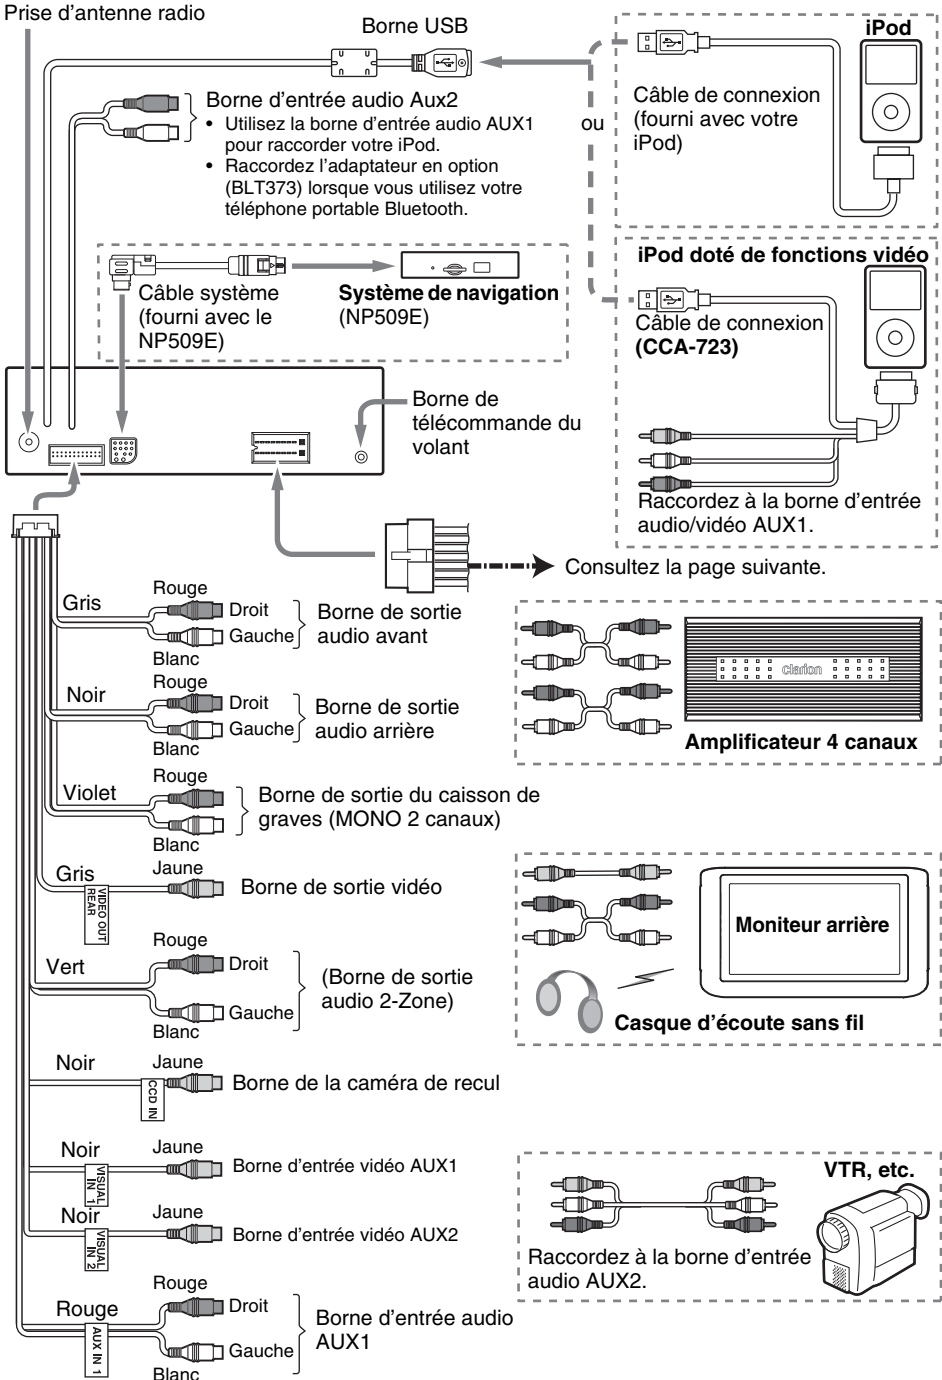 Prise d'antenne radio
Borne USB
iPod
Câble de connexion
(fourni avec votre
iPod)
ou
Borne d'entrée audio Aux2
• Utilisez la borne d'entrée audio AUX1
pour raccorder votre iPod.
• Raccordez l'adaptateur en option
(BLT373) lorsque vous utilisez votre
téléphone portable Bluetooth.
iPod doté de fonctions vidéo
Câble de connexion
(CCA-723)
Raccordez à la borne d'entrée
audio/vidéo AUX1.
Câble système
(fourni avec le
NP509E)
Système de navigation
(NP509E)
Borne de
télécommande du
volant
Consultez la page suivante.
Gris
Rouge
Droit
Gauche
Blanc
Borne de sortie
audio avant
Noir
Rouge
Droit
Gauche
Blanc
Borne de sortie
audio arrière
clarion
Amplificateur 4 canaux
Violet
Rouge
Blanc
Borne de sortie du caisson de
graves (MONO 2 canaux)
Gris
VIDEO OUT
REAR
Jaune
Borne de sortie vidéo
Vert
Rouge
Droit
Gauche
Blanc
(Borne de sortie
audio 2-Zone)
Moniteur arrière
Casque d'écoute sans fil
Noir
Jaune
CCD IN
Borne de la caméra de recul
Noir
VISUAL
IN 1
Jaune
Borne d'entrée vidéo AUX1
Noir
VISUAL
IN 2
Jaune
Borne d'entrée vidéo AUX2
VTR, etc.
Raccordez à la borne d'entrée
audio AUX2.
Rouge
AUX IN 1
Rouge
Droit
Gauche
Blanc
Borne d'entrée audio
AUX1